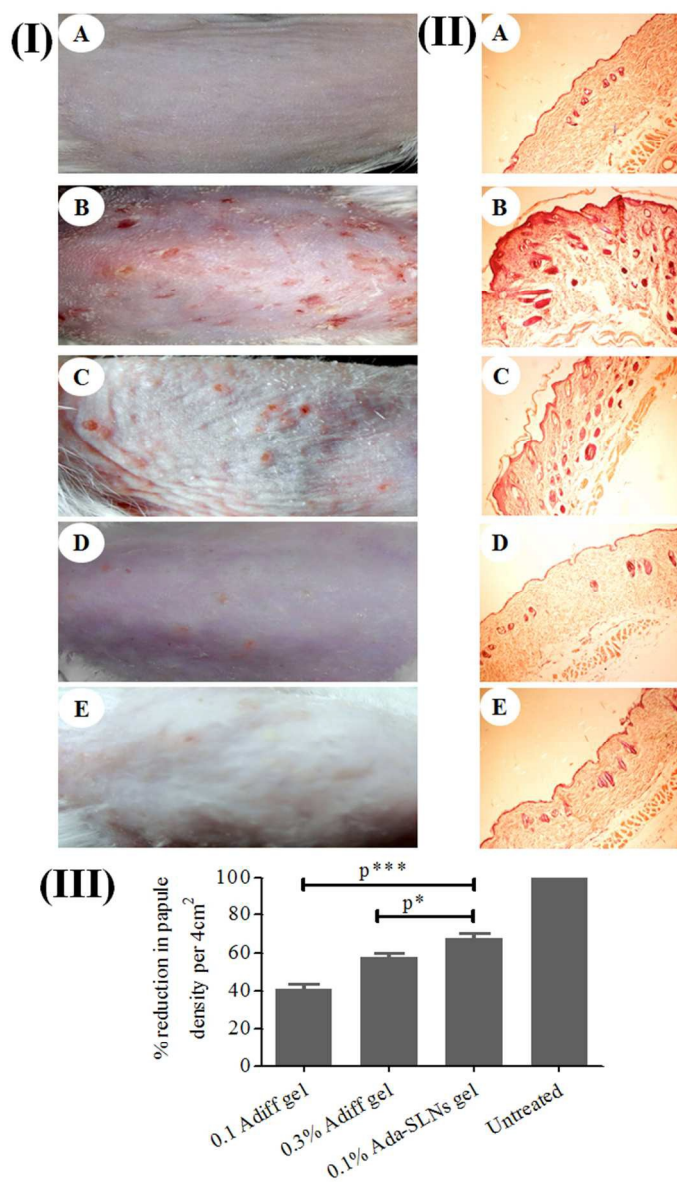 (I)
A
B
C
D
E
(II)
A
B
C
D
E
(III)
% reduction in papule
density per 4cm2
100
80
60
40
20
0
p***
p*
0.1 Adiff gel
0.3% Adiff gel
0.1% Ada-SLNs gel
Untreated